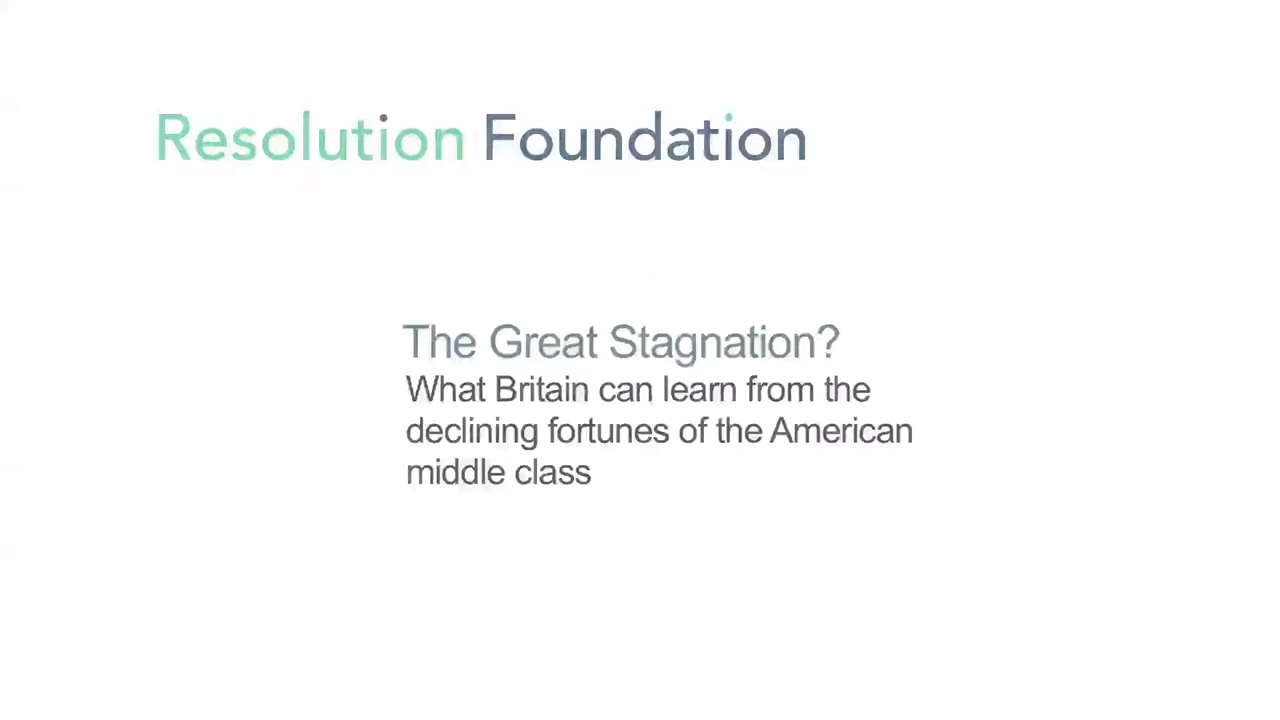 Resolution Foundation
The Great Stagnation?
What Britain can learn from the
declining fortunes of the American
middle class